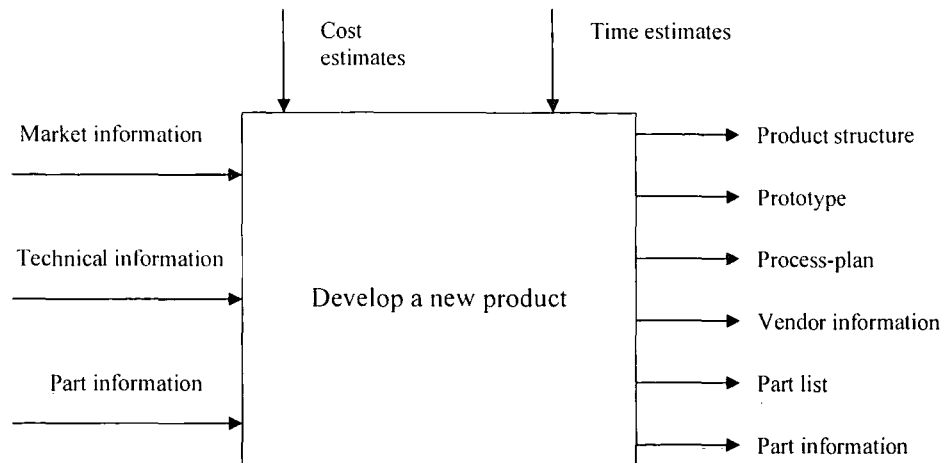 Cost
estimates
Time estimates
Market information
Technical information
Part information
Develop a new product
Product structure
Prototype
Process-plan
Vendor information
Part list
Part information